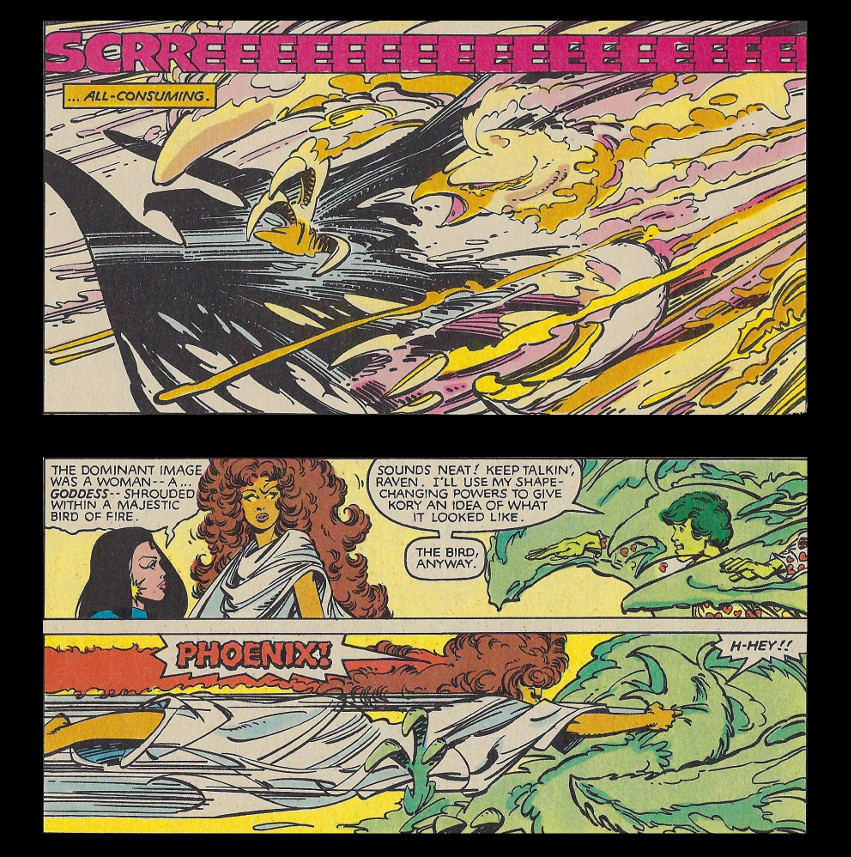 SCRREEEEEEEEEEEEEEE
... ALL-CONSUMING.
THE DOMINANT IMAGE
WAS A WOMAN-- A...
GODDESS-- SHROUDED
WITHIN A MAJESTIC
BIRD OF FIRE.
SOUNDS NEAT! KEEP TALKIN',
RAVEN. I'LL USE MY SHAPE-
CHANGING POWERS TO GIVE
KORY AN IDEA OF WHAT
IT LOOKED LIKE.
THE BIRD,
ANYWAY.
PHOENIX!
H-HEY!!